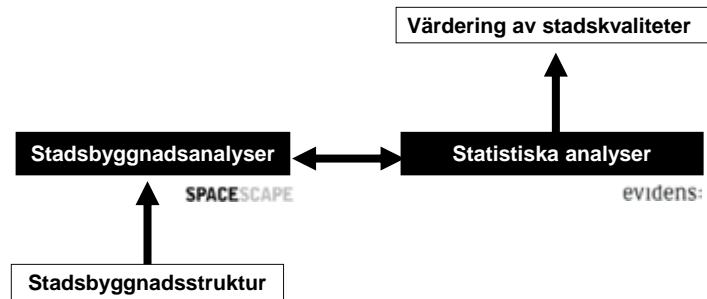 Värdering av stadskvaliteter
Stadsbyggnadsanalyser
Statistiska analyser
SPACESCAPE
evidens:
Stadsbyggnadsstruktur